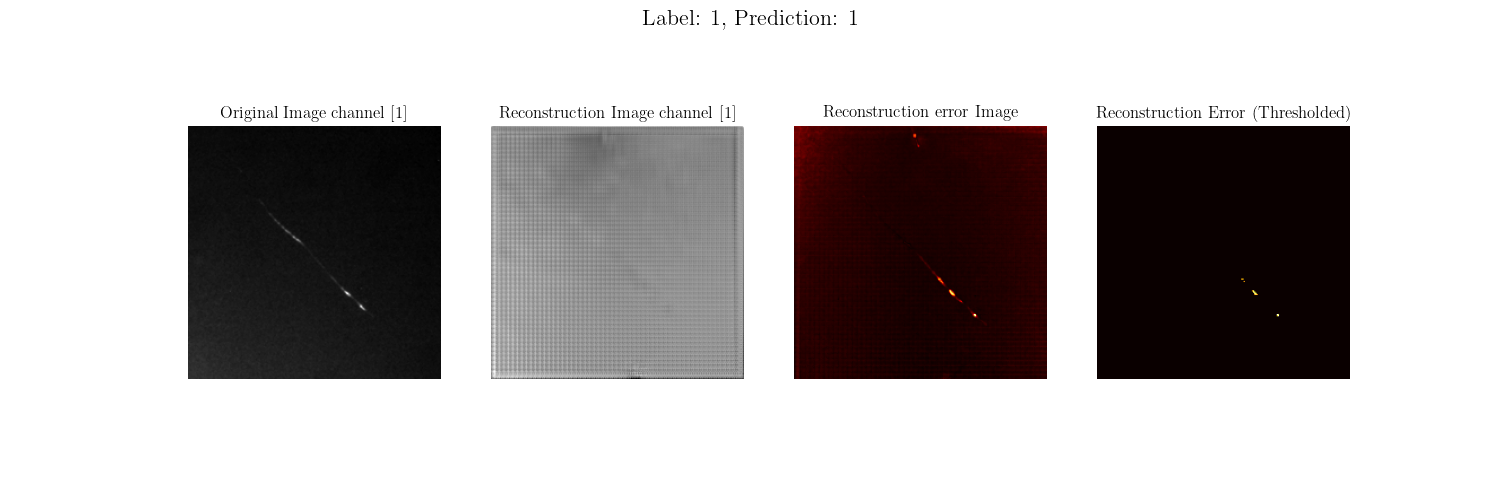 Label: 1, Prediction: 1
Original Image channel [1]
Reconstruction Image channel [1]
Reconstruction error Image
Reconstruction Error (Thresholded)